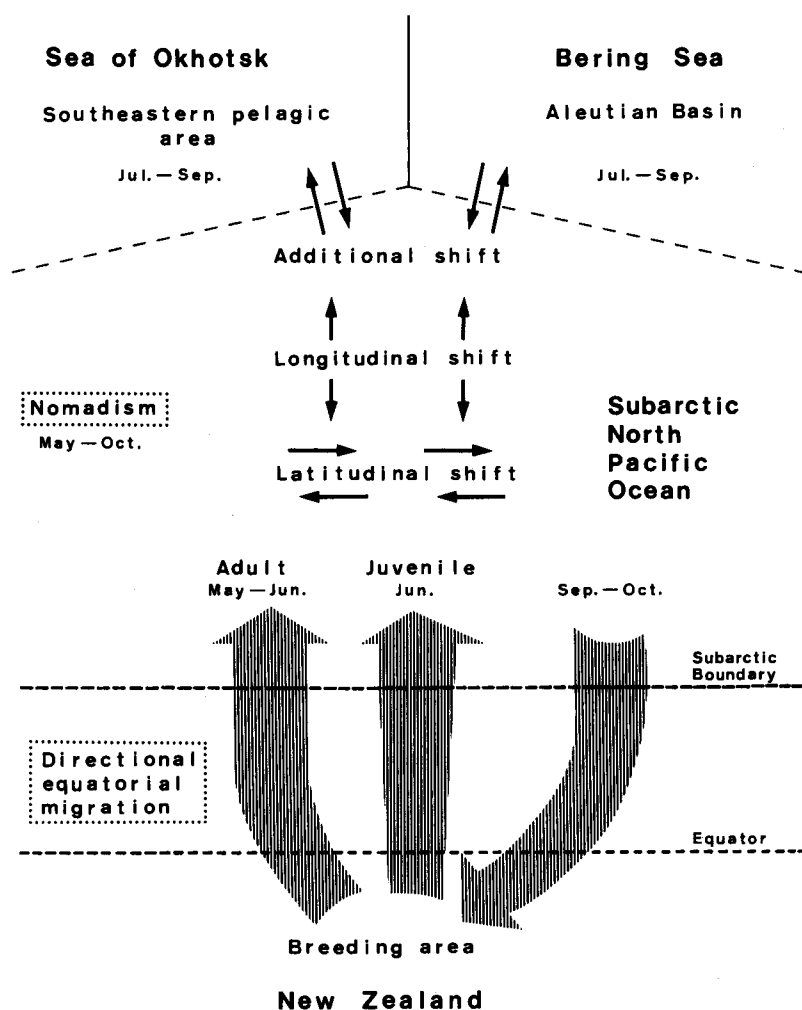 Sea of Okhotsk
Southeastern pelagic
area
Jul.—Sep.
Bering Sea
Aleutian Basin
Jul.—Sep.
Additional shift
Longitudinal shift
Nomadism
May—Oct.
Latitudinal shift
Subarctic
North
Pacific
Ocean
Adult
May—Jun.
Juvenile
Jun.
Sep.—Oct.
Subarctic
Boundary
Directional
equatorial
migration
Equator
Breeding area
New Zealand